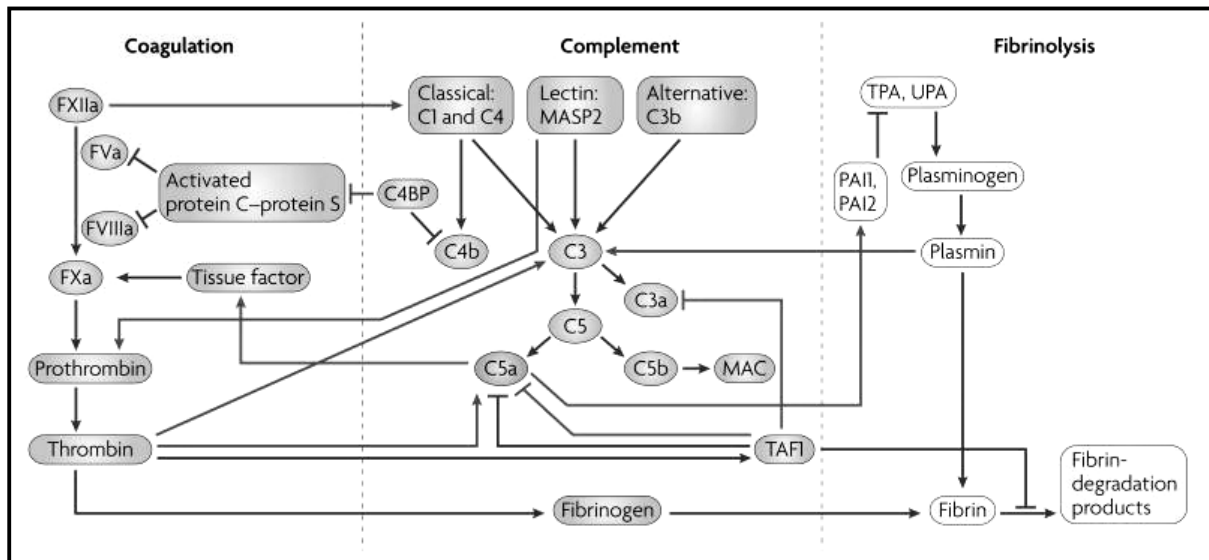 Coagulation
Complement
Fibrinolysis
FXIIa
Classical:
C1 and C4
Lectin:
MASP2
Alternative:
C3b
TPA, UPA
FVa
Activated
protein C–protein S
C4BP
PAI1,
PAI2
Plasminogen
FVIIIa
C4b
C3
Plasmin
FXa
Tissue factor
C3a
C5
Prothrombin
C5a
C5b
MAC
Thrombin
TAFI
Fibrin-
degradation
products
Fibrinogen
Fibrin